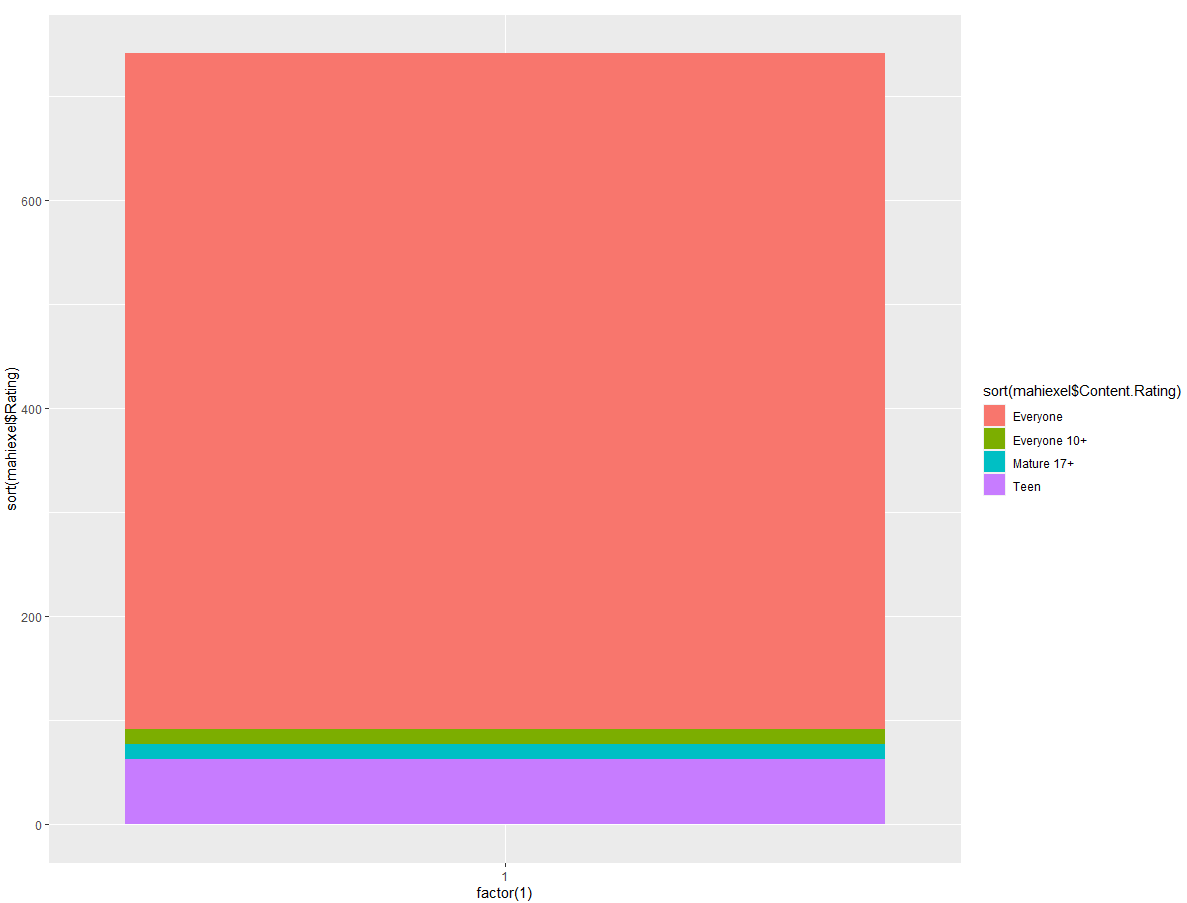 sort(mahiexel$Rating)
600
400
200
0
1
factor(1)
sort(mahiexel$Content.Rating)
Everyone
Everyone 10+
Mature 17+
Teen